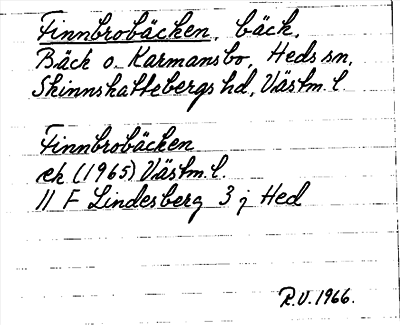 Finnbrobäcken, bäck.
Bäck o. Karmansbo, Heds sn,
Skinnskattebergs hd, Västm. l.
Finnbrobäcken
ek (1965) Västm. l.
11 F Lindesberg 3 j Hed
R.V. 1966.